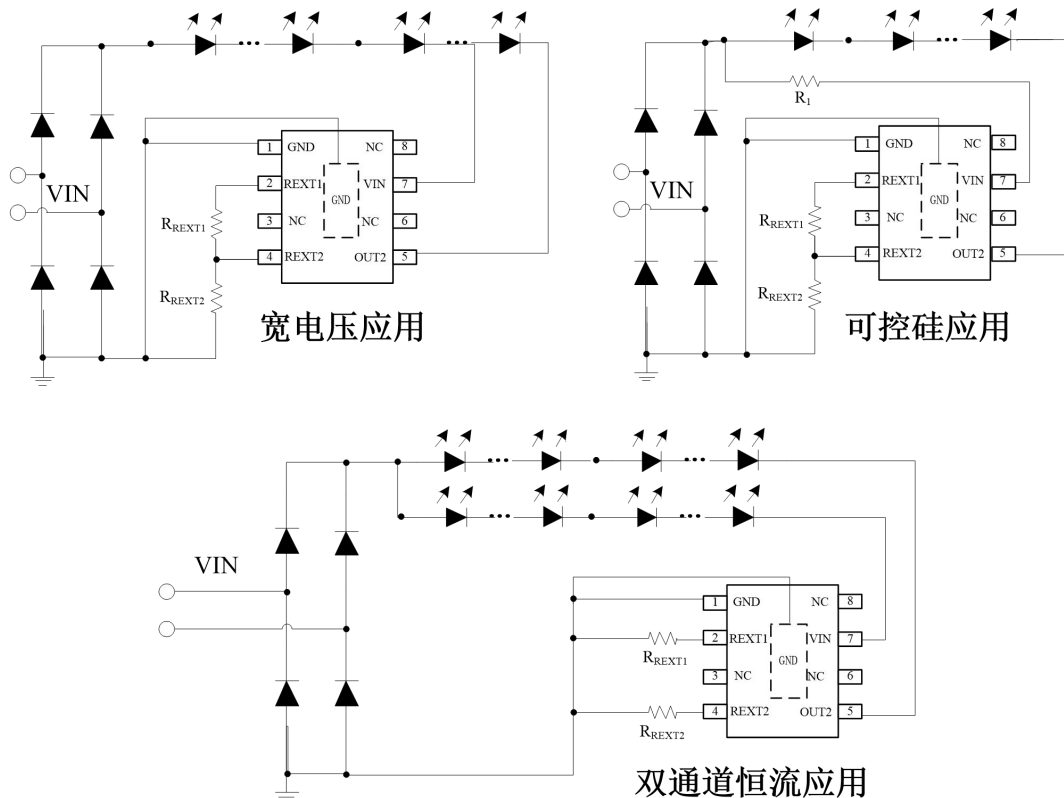 VIN
1 GND NC 8
2 REXT1 VIN 7
GND
3 NC NC 6
4 REXT2 OUT2 5
RREXT1
RREXT2
宽电压应用
R1
VIN
1 GND NC 8
2 REXT1 VIN 7
GND
3 NC NC 6
4 REXT2 OUT2 5
RREXT1
RREXT2
可控硅应用
VIN
1 GND NC 8
2 REXT1 VIN 7
GND
3 NC NC 6
4 REXT2 OUT2 5
RREXT1
RREXT2
双通道恒流应用